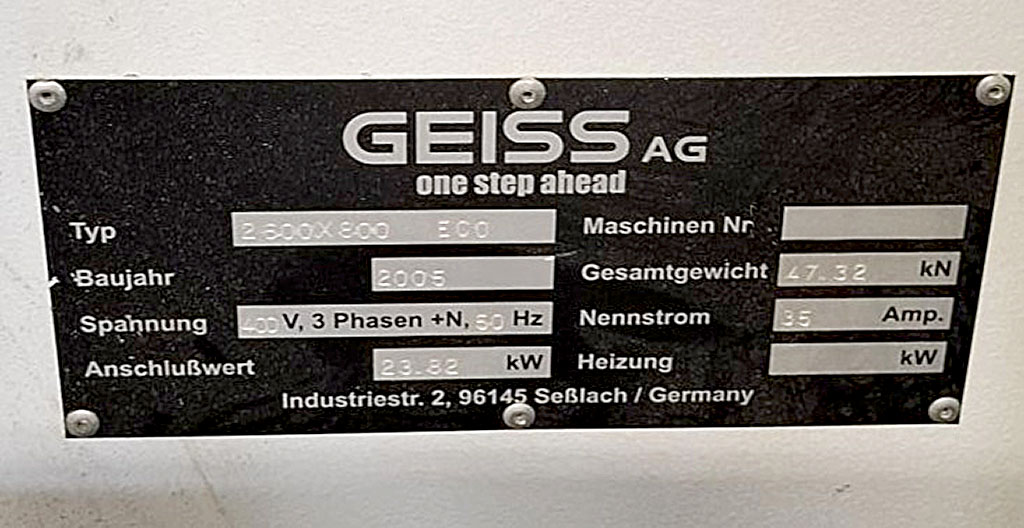 GEISS AG
one step ahead
Typ 2600X800 ECO
Maschinen Nr
Baujahr 2005
Gesamtgewicht 47.32 kN
Spannung 400 V, 3 Phasen +N, 50 Hz
Nennstrom 35 Amp.
Anschlußwert 23.82 kW
Heizung kW
Industriestr. 2, 96145 Seßlach / Germany